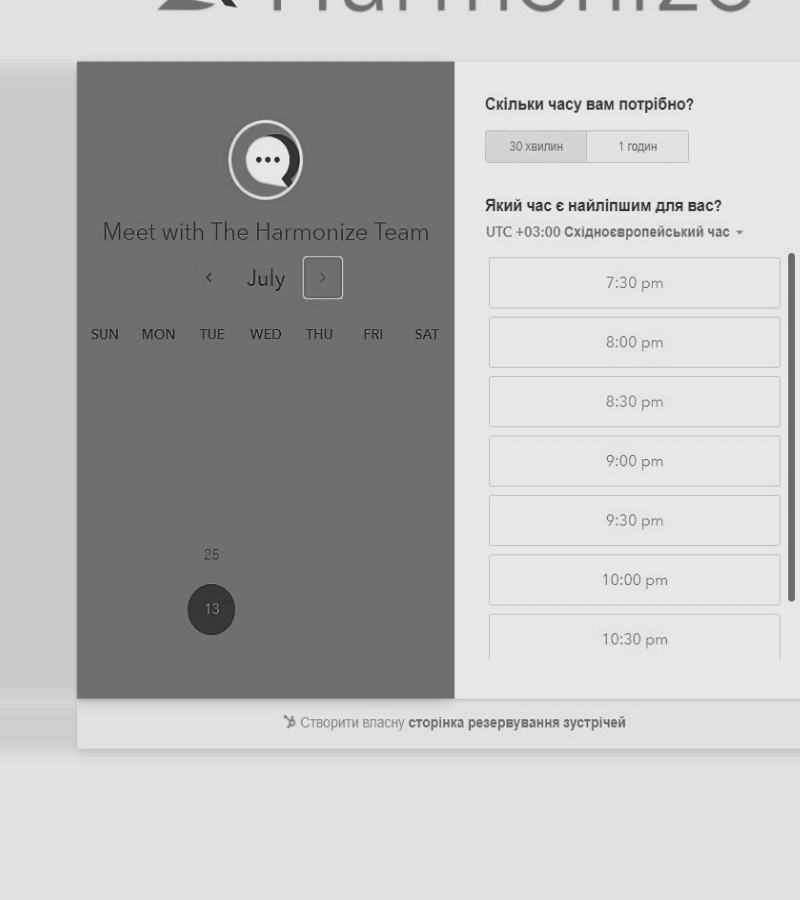 Harmonize
Meet with The Harmonize Team
July
SUN MON TUE WED THU FRI SAT
25
13
Скільки часу вам потрібно?
30 хвилин 1 годин
Який час є найліпшим для вас?
UTC +03:00 Східноєвропейський час
7:30 pm
8:00 pm
8:30 pm
9:00 pm
9:30 pm
10:00 pm
10:30 pm
Створити власну сторінка резервування зустрічей